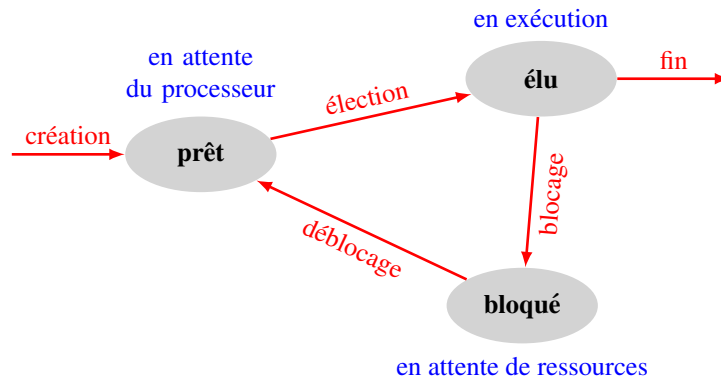 en exécution
en attente
du processeur
élu
fin
élection
création
prêt
blocage
déblocage
bloqué
en attente de ressources